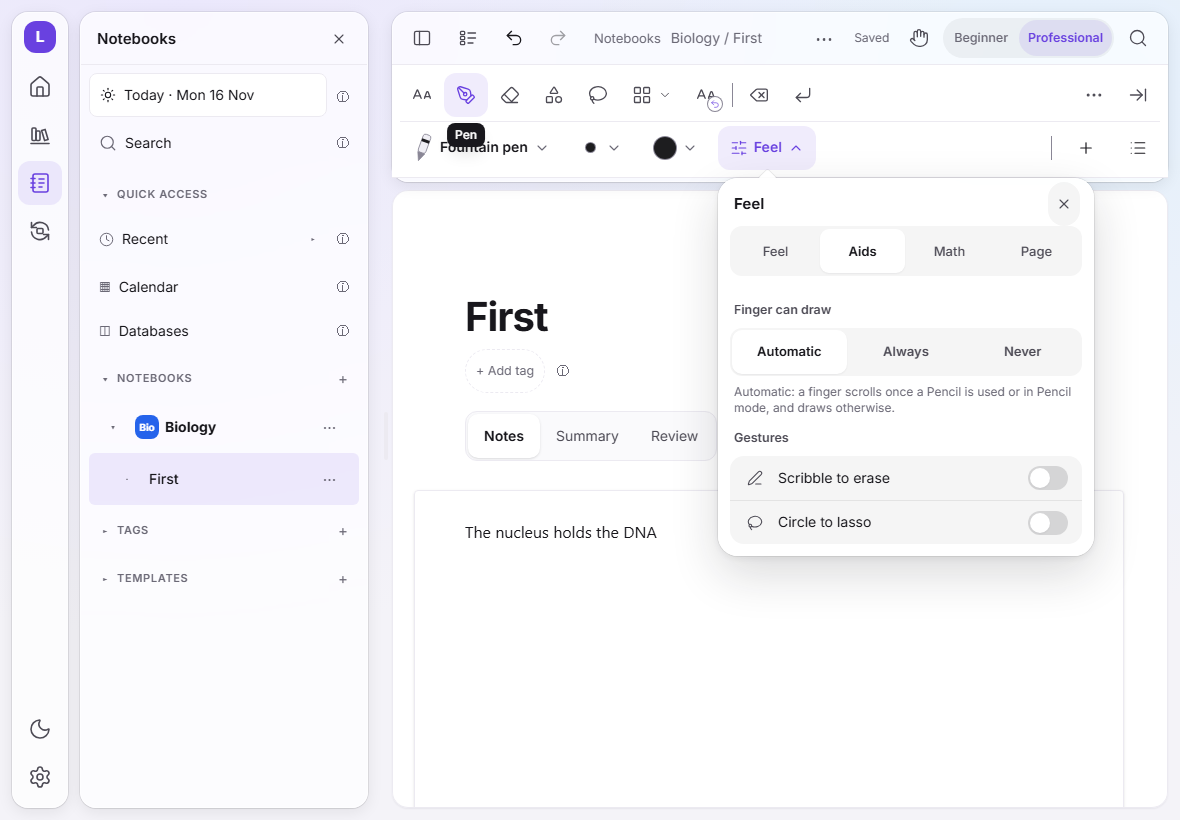 L
Notebooks
Today · Mon 16 Nov
Search
QUICK ACCESS
Recent
Calendar
Databases
NOTEBOOKS
Bio Biology
First
TAGS
TEMPLATES
Notebooks Biology / First
Saved
Beginner Professional
AA
AA
Pen
Fountain pen
Feel
First
+ Add tag
Notes Summary Review
The nucleus holds the DNA
Feel
Feel Aids Math Page
Finger can draw
Automatic Always Never
Automatic: a finger scrolls once a Pencil is used or in Pencil
mode, and draws otherwise.
Gestures
Scribble to erase
Circle to lasso